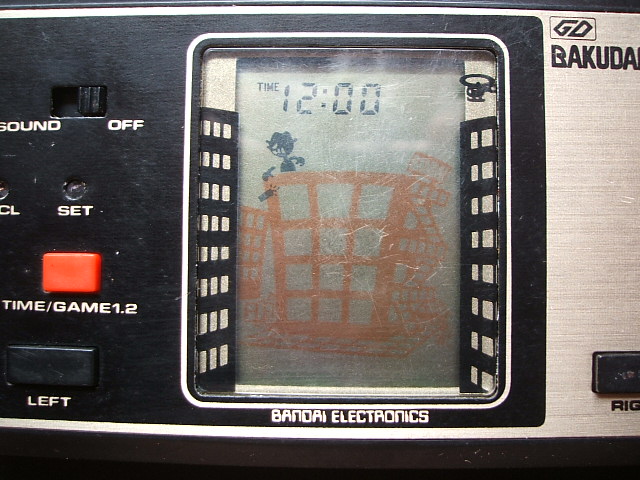 GD
BAKUDA
TIME 12:00
SOUND OFF
CL SET
TIME/GAME1.2
LEFT
RIG
BANDAI ELECTRONICS